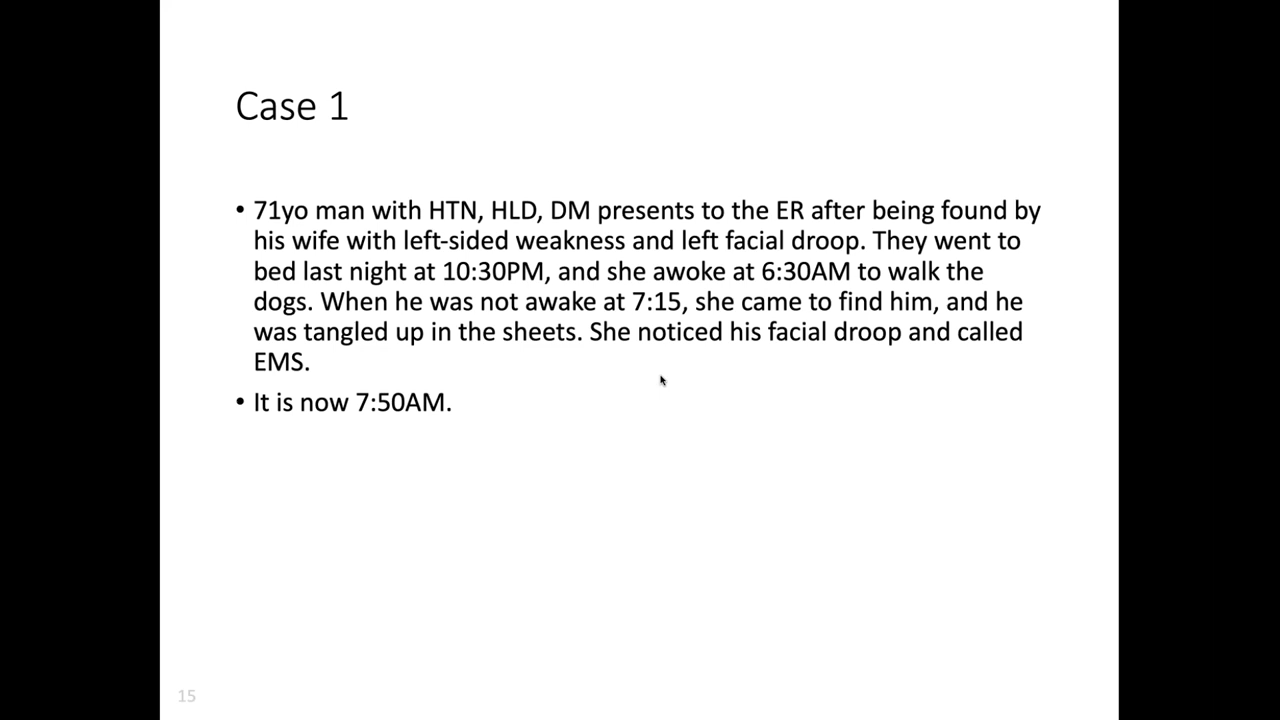 Case 1
• 71yo man with HTN, HLD, DM presents to the ER after being found by
his wife with left-sided weakness and left facial droop. They went to
bed last night at 10:30PM, and she awoke at 6:30AM to walk the
dogs. When he was not awake at 7:15, she came to find him, and he
was tangled up in the sheets. She noticed his facial droop and called
EMS.
• It is now 7:50AM.
15